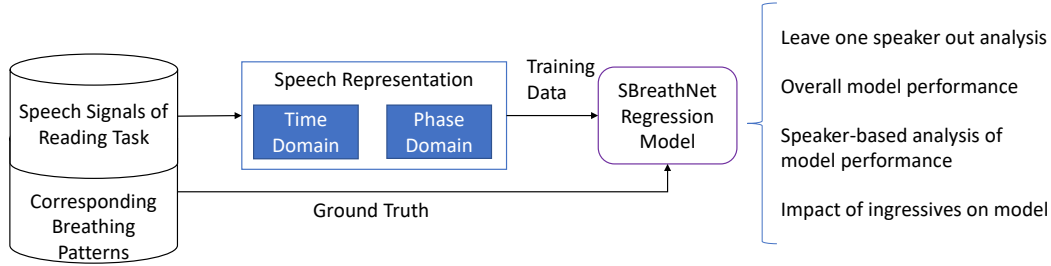 Speech Signals of
Reading Task
Corresponding
Breathing
Patterns
Speech Representation
Time
Domain
Phase
Domain
Training
Data
Ground Truth
SBreathNet
Regression
Model
Leave one speaker out analysis
Overall model performance
Speaker-based analysis of
model performance
Impact of ingressives on model